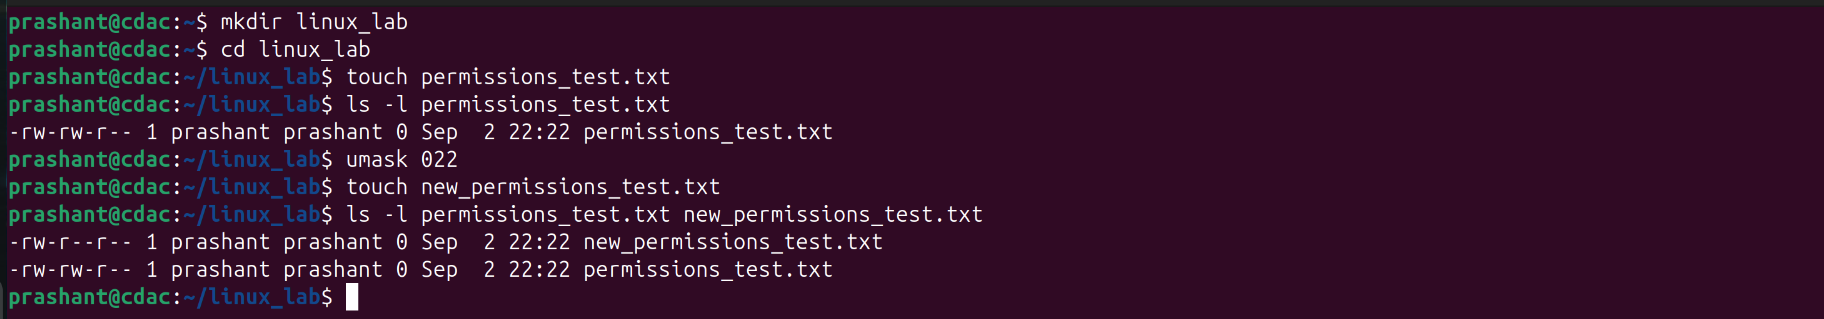 prashant@cdac:~$ mkdir linux_lab
prashant@cdac:~$ cd linux_lab
prashant@cdac:~/linux_lab$ touch permissions_test.txt
prashant@cdac:~/linux_lab$ ls -l permissions_test.txt
-rw-rw-r-- 1 prashant prashant 0 Sep  2 22:22 permissions_test.txt
prashant@cdac:~/linux_lab$ umask 022
prashant@cdac:~/linux_lab$ touch new_permissions_test.txt
prashant@cdac:~/linux_lab$ ls -l permissions_test.txt new_permissions_test.txt
-rw-r--r-- 1 prashant prashant 0 Sep  2 22:22 new_permissions_test.txt
-rw-rw-r-- 1 prashant prashant 0 Sep  2 22:22 permissions_test.txt
prashant@cdac:~/linux_lab$